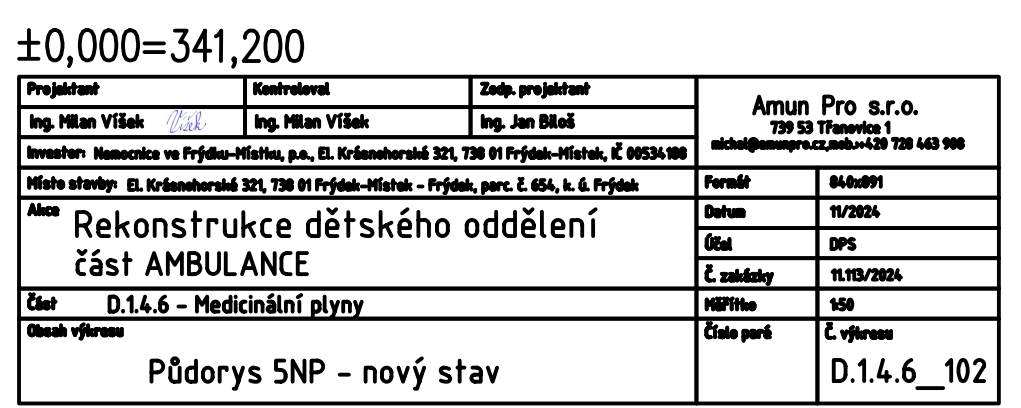 ±0,000=341,200
Projektant
Kontroloval
Zodp. projektant
Ing. Milan Víšek
Víšek
Ing. Milan Víšek
Ing. Jan Biloš
Amun Pro s.r.o.
739 53 Třanovice 1
michal@amunpro.cz,mob.:+420 728 463 908
Investor: Nemocnice ve Frýdku-Místku, p.o., El. Krásnohorské 321, 738 01 Frýdek-Místek, IČ 00534188
Místo stavby: El. Krásnohorské 321, 738 01 Frýdek-Místek - Frýdek, parc. č. 654, k. ú. Frýdek
Formát
840x891
Akce
Rekonstrukce dětského oddělení
část AMBULANCE
Datum
11/2024
Účel
DPS
Č. zakázky
11.113/2024
Část
D.1.4.6 - Medicinální plyny
Měřítko
1:50
Obsah výkresu
Půdorys 5NP - nový stav
Číslo paré
Č. výkresu
D.1.4.6__102